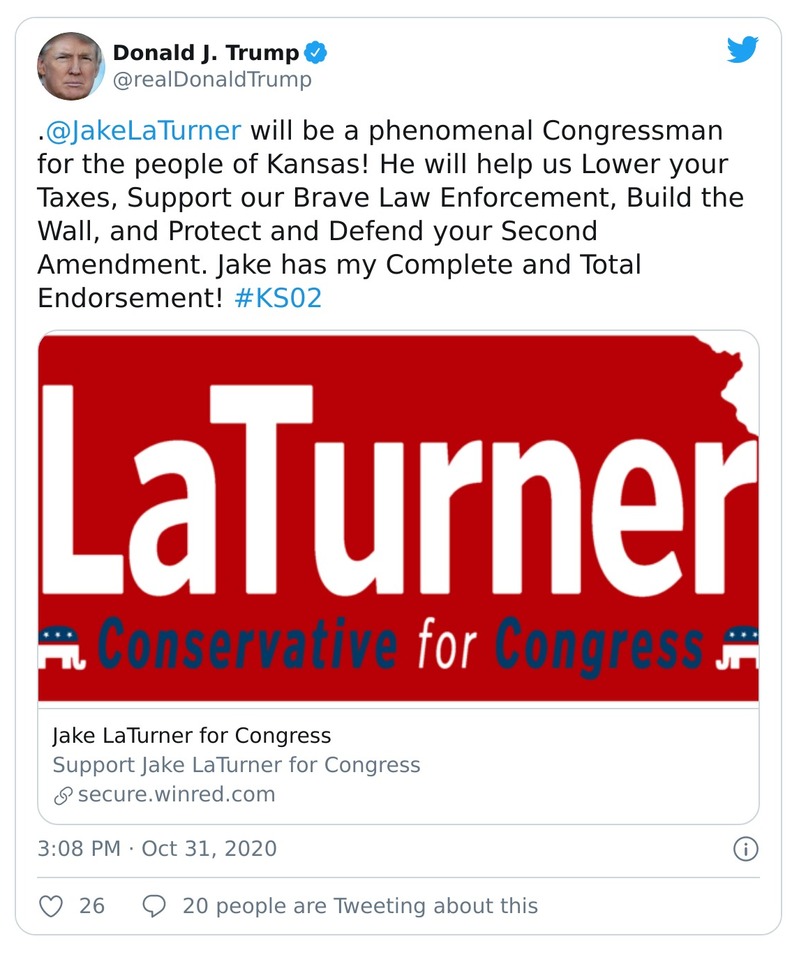 Donald J. Trump
@realDonaldTrump
.@JakeLaTurner will be a phenomenal Congressman
for the people of Kansas! He will help us Lower your
Taxes, Support our Brave Law Enforcement, Build the
Wall, and Protect and Defend your Second
Amendment. Jake has my Complete and Total
Endorsement! #KS02
LaTurner
Conservative for Congress
Jake LaTurner for Congress
Support Jake LaTurner for Congress
secure.winred.com
3:08 PM · Oct 31, 2020
26
20 people are Tweeting about this